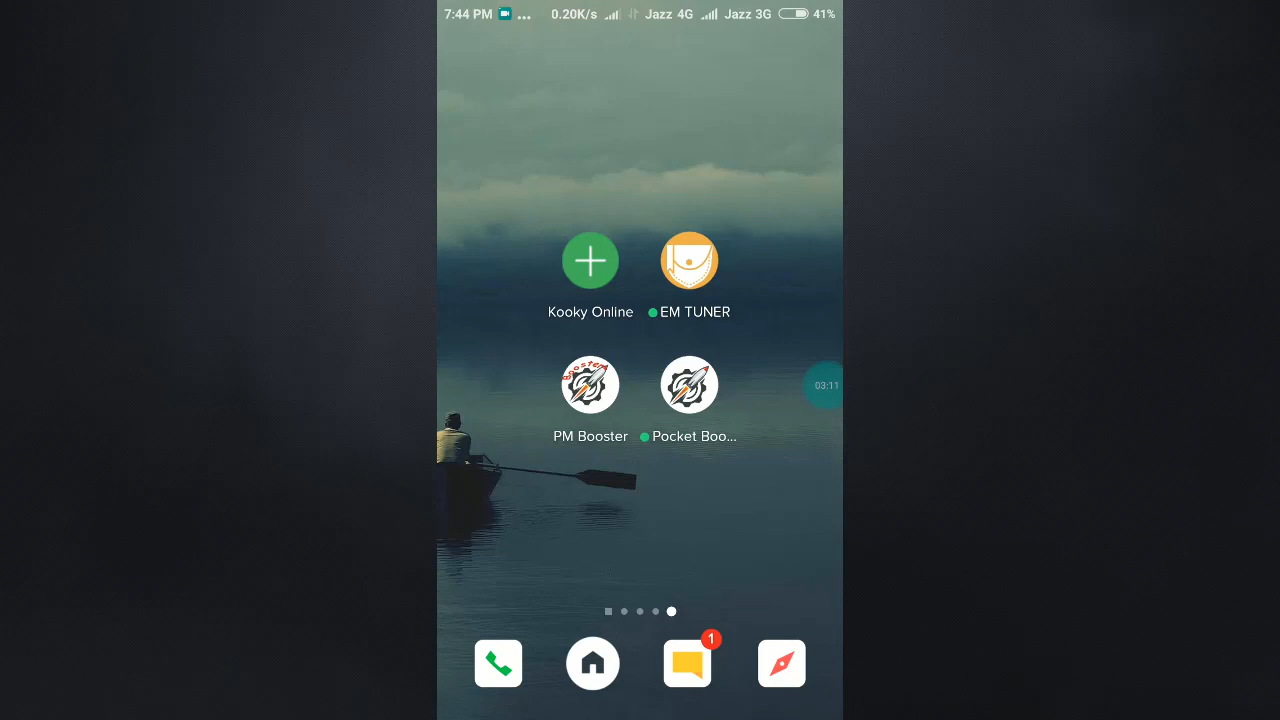 7:44 PM ... 0.20K/s Jazz 4G Jazz 3G 41%
Kooky Online EM TUNER
Booster
PM Booster Pocket Boo...
03:11
1